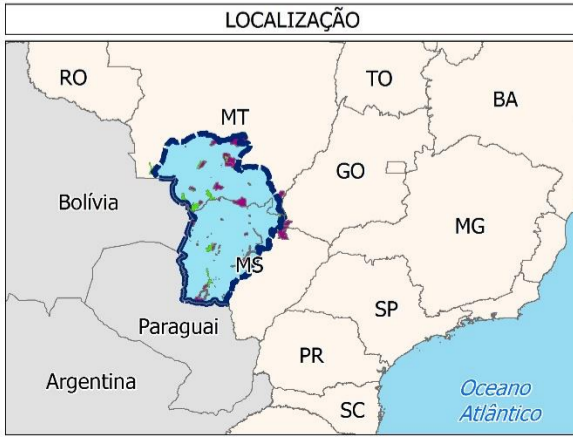 LOCALIZAÇÃO
RO
TO
BA
MT
GO
Bolívia
MG
MS
SP
Paraguai
PR
Argentina
Oceano
Atlântico
SC